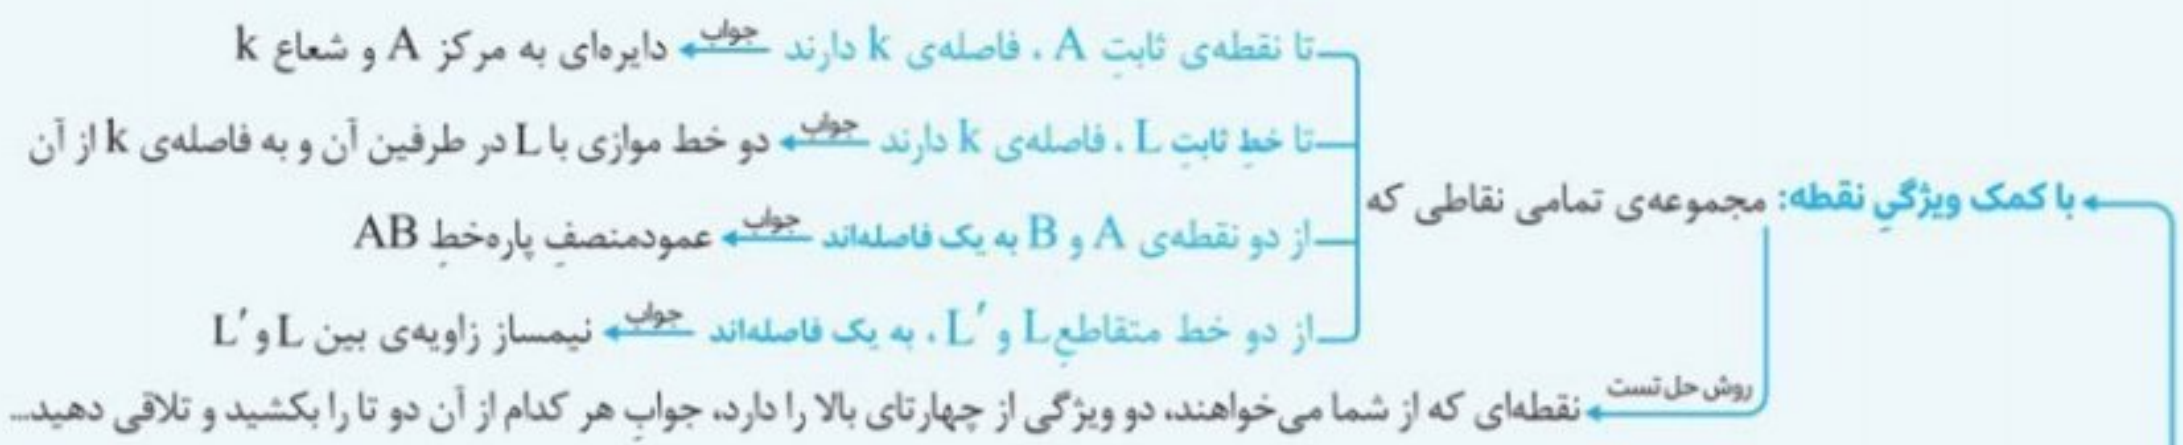 تا نقطه‌ی ثابتِ A، فاصله‌ی k دارند جواب دایره‌ای به مرکز A و شعاع k
تا خطِ ثابتِ L، فاصله‌ی k دارند جواب دو خط موازی با L در طرفین آن و به فاصله‌ی k از آن
با کمک ویژگیِ نقطه: مجموعه‌ی تمامی نقاطی که
از دو نقطه‌ی A و B به یک فاصله‌اند جواب عمودمنصفِ پاره‌خطِ AB
از دو خط متقاطعِ L و L′، به یک فاصله‌اند جواب نیمساز زاویه‌ی بین L و L′
روش حل تست نقطه‌ای که از شما می‌خواهند، دو ویژگی از چهارتای بالا را دارد، جوابِ هر کدام از آن دو تا را بکشید و تلاقی دهید...